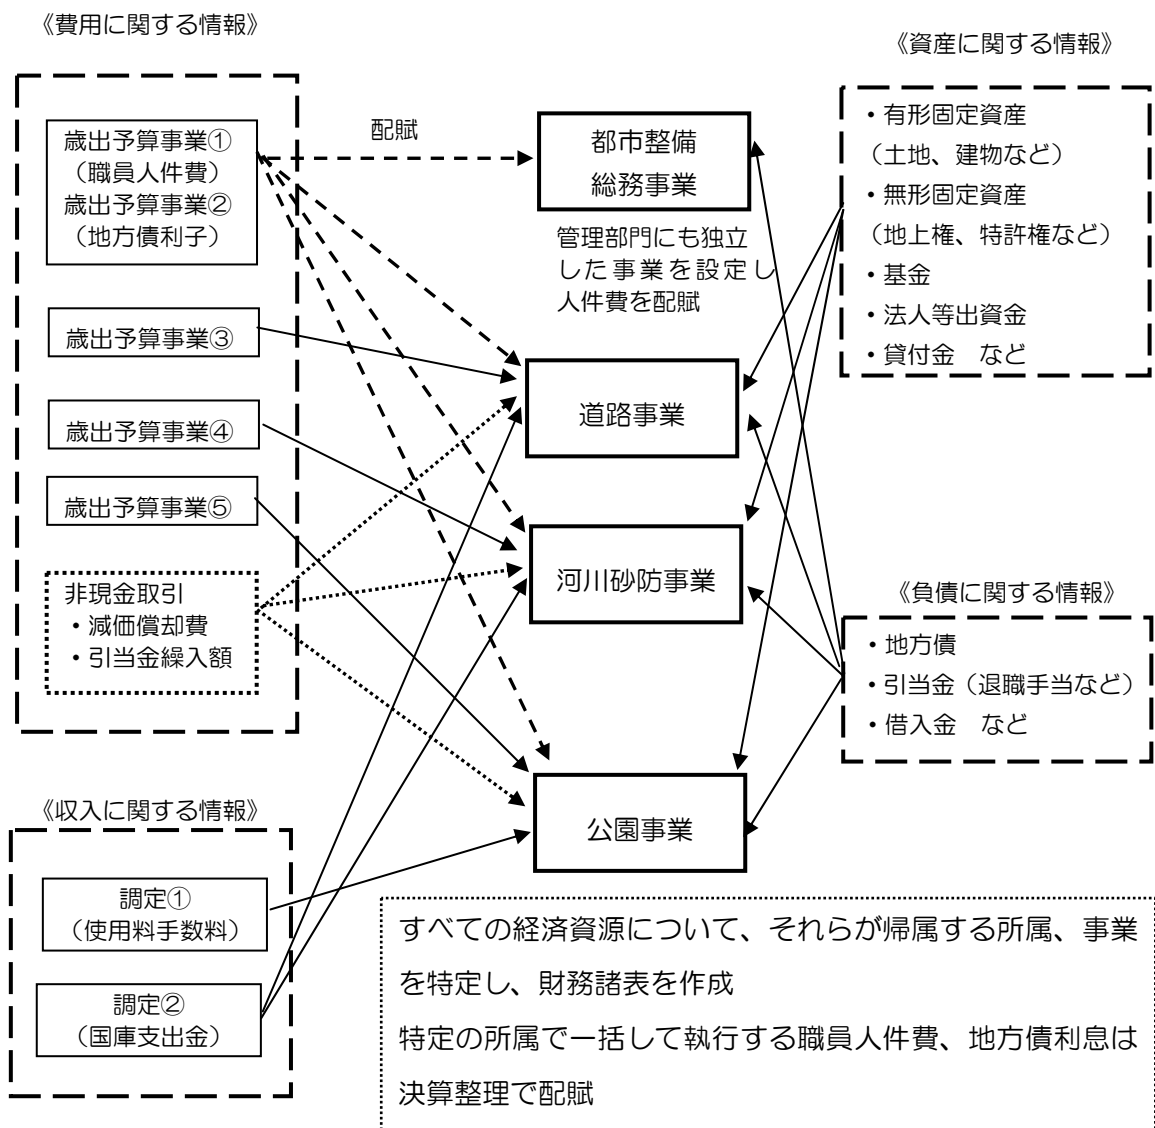 《費用に関する情報》
歳出予算事業①
（職員人件費）
歳出予算事業②
（地方債利子）
歳出予算事業③
歳出予算事業④
歳出予算事業⑤
非現金取引
・減価償却費
・引当金繰入額
《収入に関する情報》
調定①
（使用料手数料）
調定②
（国庫支出金）
配賦
都市整備
総務事業
管理部門にも独立
した事業を設定し
人件費を配賦
道路事業
河川砂防事業
公園事業
《資産に関する情報》
・有形固定資産
（土地、建物など）
・無形固定資産
（地上権、特許権など）
・基金
・法人等出資金
・貸付金　など
《負債に関する情報》
・地方債
・引当金（退職手当など）
・借入金　など
すべての経済資源について、それらが帰属する所属、事業
を特定し、財務諸表を作成
特定の所属で一括して執行する職員人件費、地方債利息は
決算整理で配賦